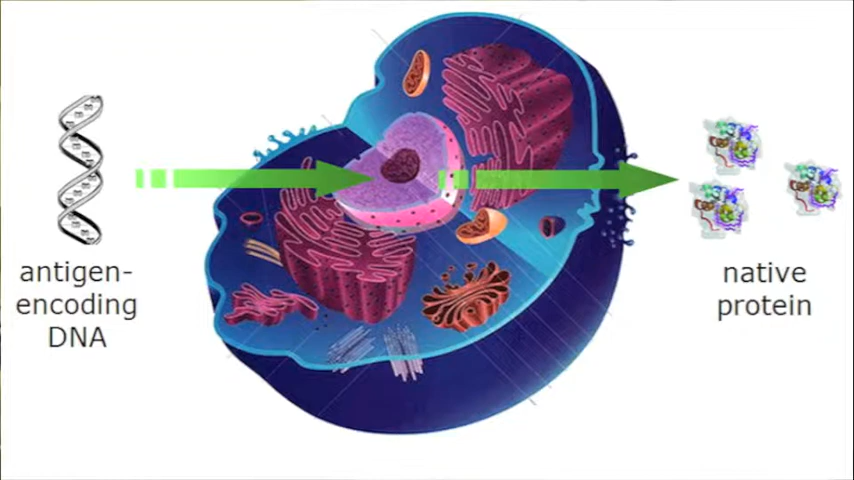 antigen-
encoding
DNA
native
protein